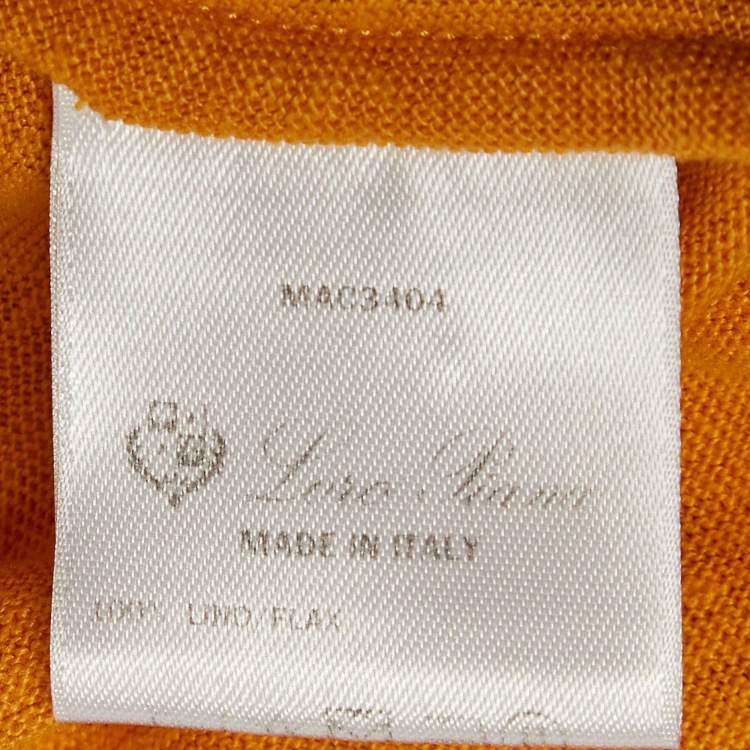 MAC3404
Loro Piana
MADE IN ITALY
100% LINO/FLAX